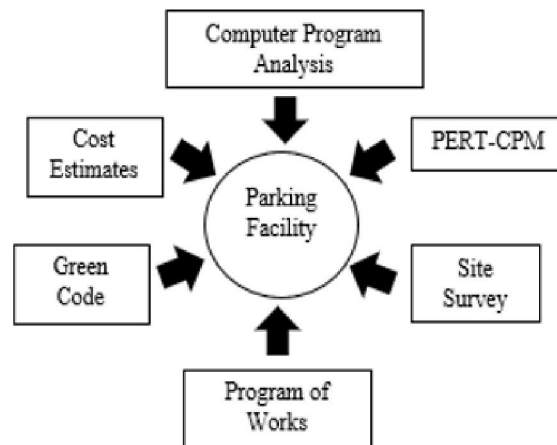 Computer Program
Analysis
Cost
Estimates
PERT-CPM
Parking
Facility
Green
Code
Site
Survey
Program of
Works